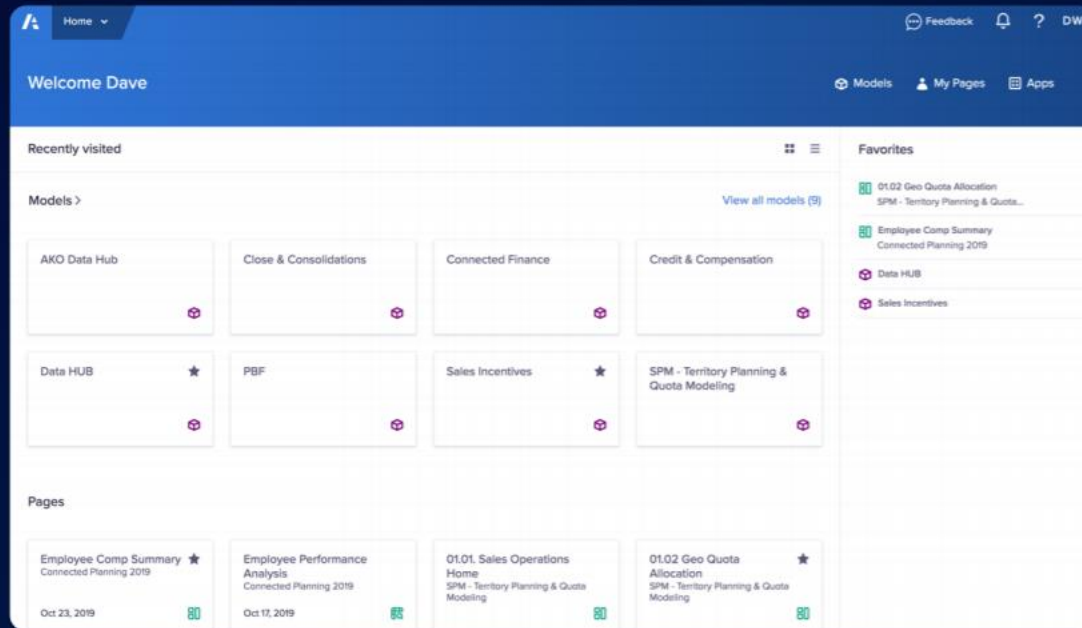 Home
Feedback
?
DW
Welcome Dave
Models
My Pages
Apps
Recently visited
Favorites
Models >
View all models (9)
01.02 Geo Quota Allocation
SPM - Territory Planning & Quota...
Employee Comp Summary
Connected Planning 2019
Data HUB
Sales Incentives
AKO Data Hub
Close & Consolidations
Connected Finance
Credit & Compensation
Data HUB
PBF
Sales Incentives
SPM - Territory Planning &
Quota Modeling
Pages
Employee Comp Summary
Connected Planning 2019
Oct 23, 2019
Employee Performance
Analysis
Connected Planning 2019
Oct 17, 2019
01.01. Sales Operations
Home
SPM - Territory Planning & Quota
Modeling
01.02 Geo Quota
Allocation
SPM - Territory Planning & Quota
Modeling